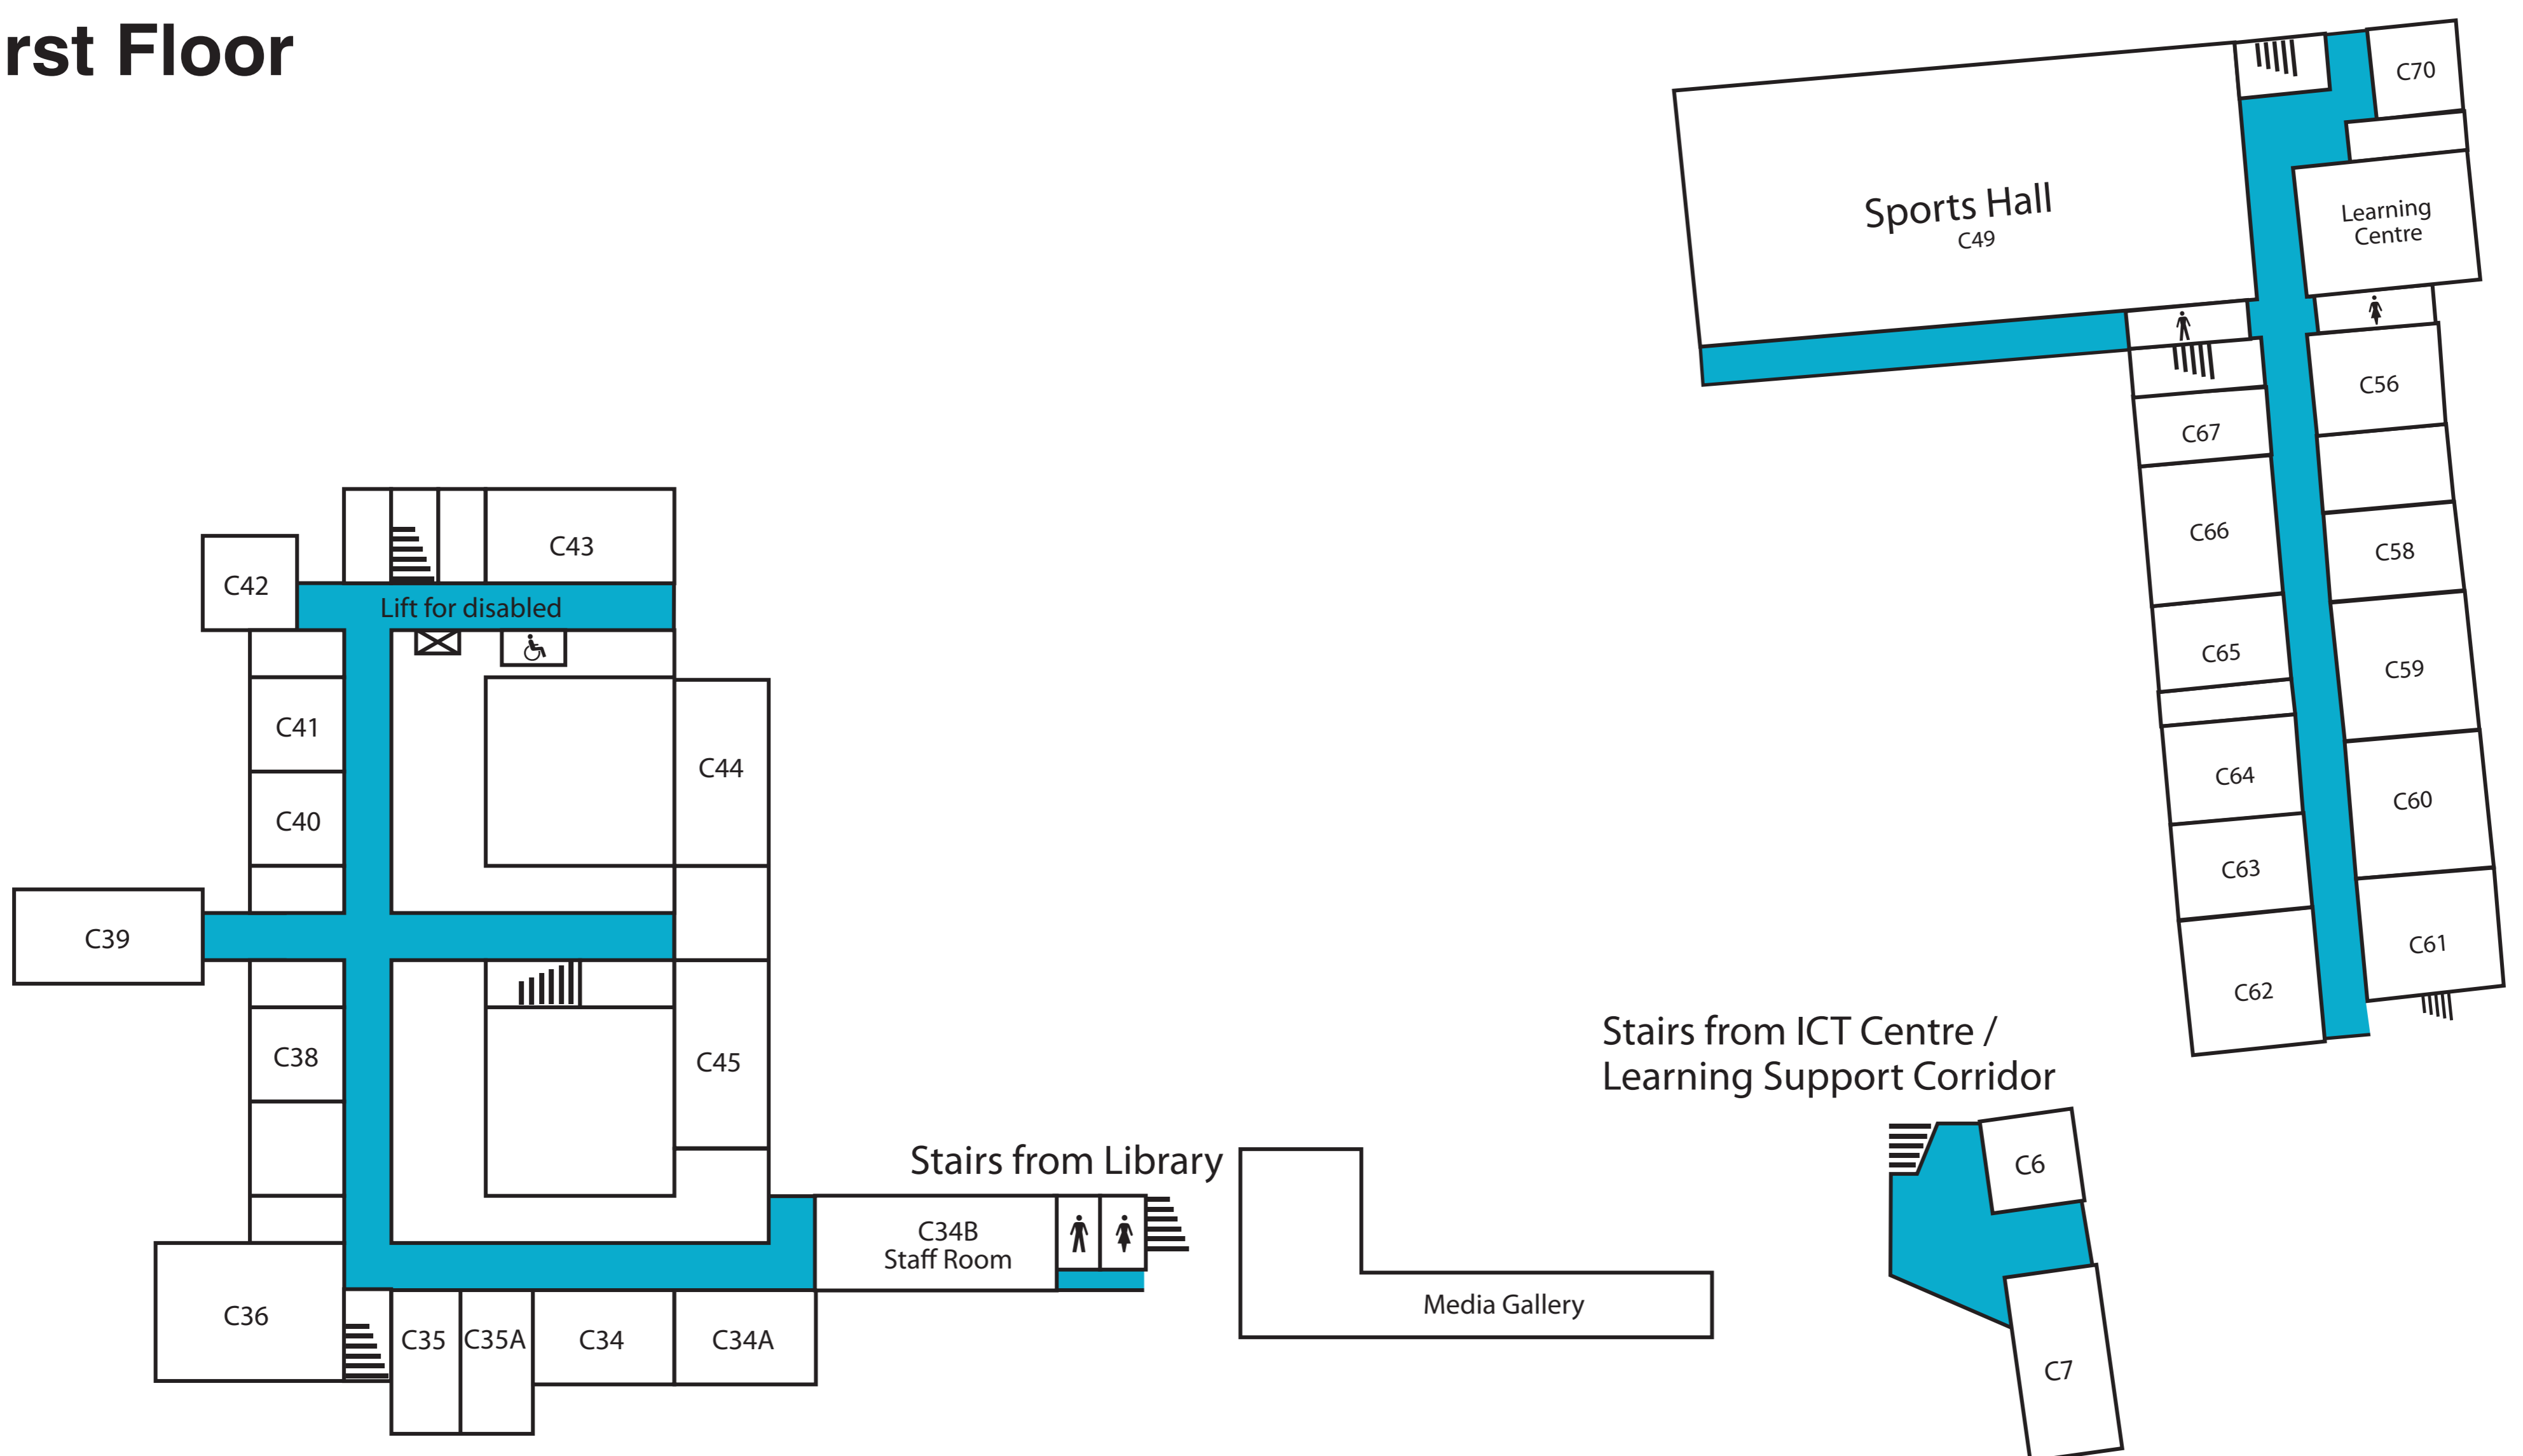 rst Floor
C70
Sports Hall
C49
Learning
Centre
C56
C67
C66
C58
C65
C59
C64
C60
C63
C61
C62
C43
C42
Lift for disabled
C41
C44
C40
C39
C38
C45
Stairs from ICT Centre /
Learning Support Corridor
Stairs from Library
C6
C34B
Staff Room
Media Gallery
C36
C35
C35A
C34
C34A
C7